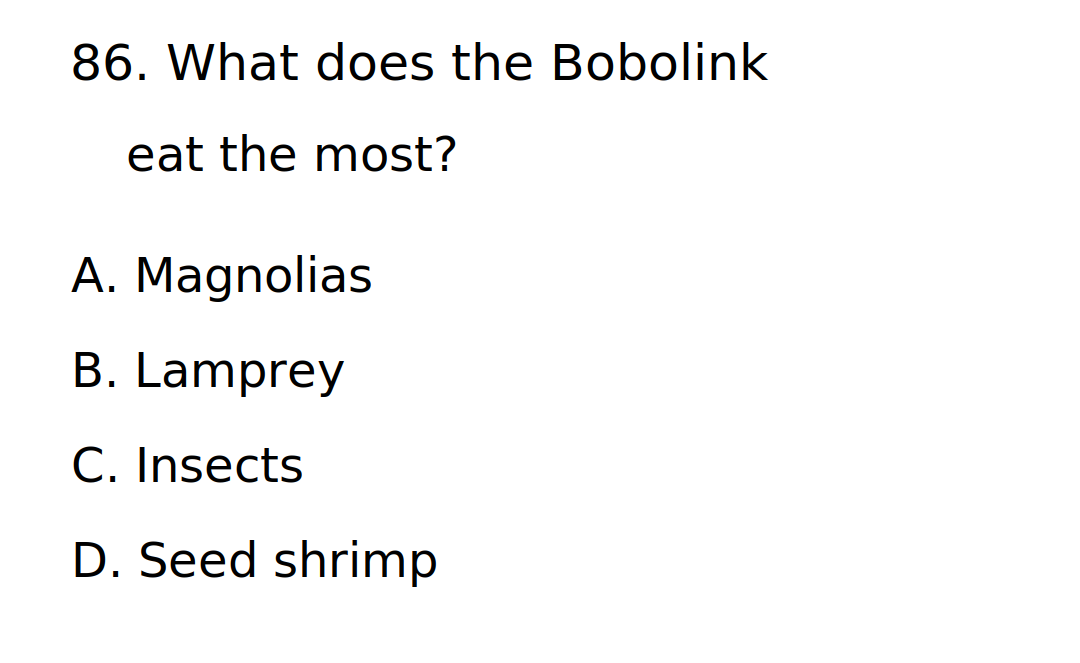 86. What does the Bobolink
eat the most?
A. Magnolias
B. Lamprey
C. Insects
D. Seed shrimp